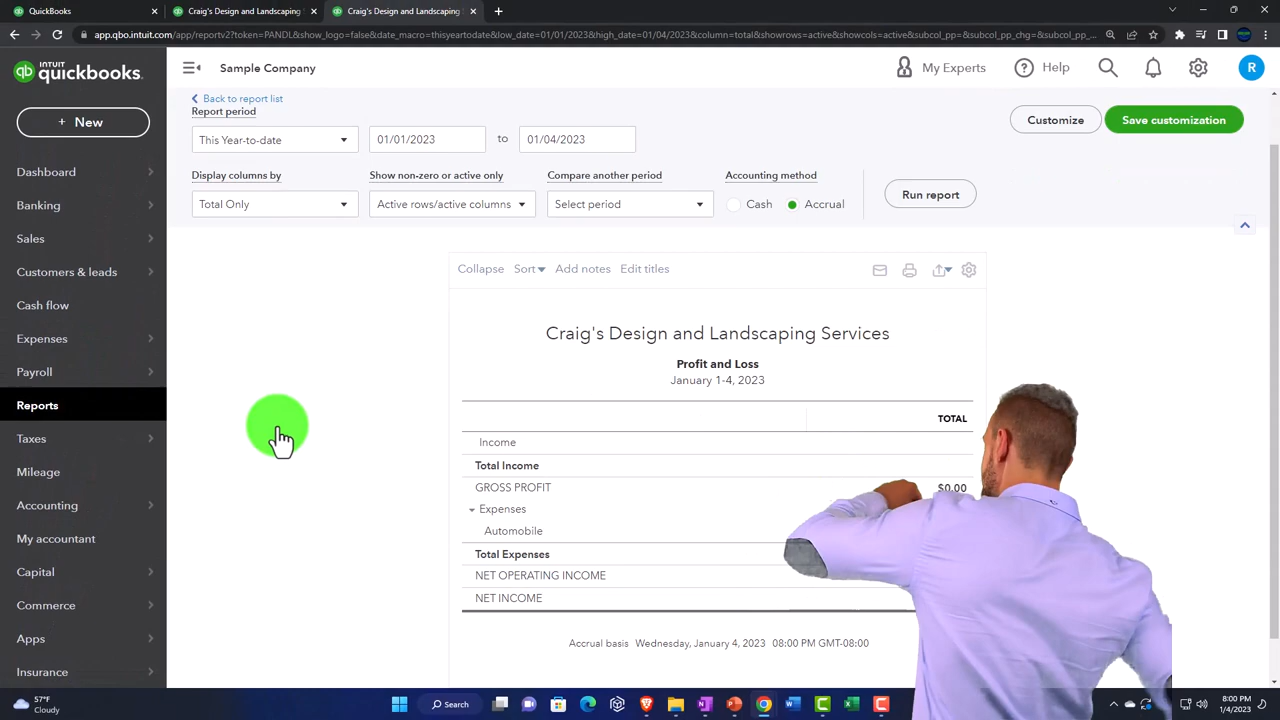 QuickBooks
Craig's Design and Landscaping
Craig's Design and Landscaping
app.qbo.intuit.com/app/reportv2?token=PANDL&show_logo=false&date_macro=thisyeartodate&low_date=01/01/2023&high_date=01/04/2023&column=total&showrows=active&showcols=active&subcol_pp=&subcol_pp_chg=&subcol_py=&subcol_py_...
INTUIT
quickbooks.
Sample Company
My Experts
Help
R
+ New
Dashboard
Banking
Sales
Customers & leads
Cash flow
Expenses
Payroll
Reports
Taxes
Mileage
Accounting
My accountant
Capital
Commerce
Apps
Insurance
Back to report list
Report period
This Year-to-date
01/01/2023
to
01/04/2023
Customize
Save customization
Display columns by
Show non-zero or active only
Compare another period
Accounting method
Total Only
Active rows/active columns
Select period
Cash
Accrual
Run report
Collapse
Sort
Add notes
Edit titles
Craig's Design and Landscaping Services
Profit and Loss
January 1-4, 2023
TOTAL
Income
Total Income
GROSS PROFIT
$0.00
Expenses
Automobile
Total Expenses
NET OPERATING INCOME
NET INCOME
Accrual basis Wednesday, January 4, 2023 08:00 PM GMT-08:00
57°F
Cloudy
Search
8:00 PM
1/4/2023